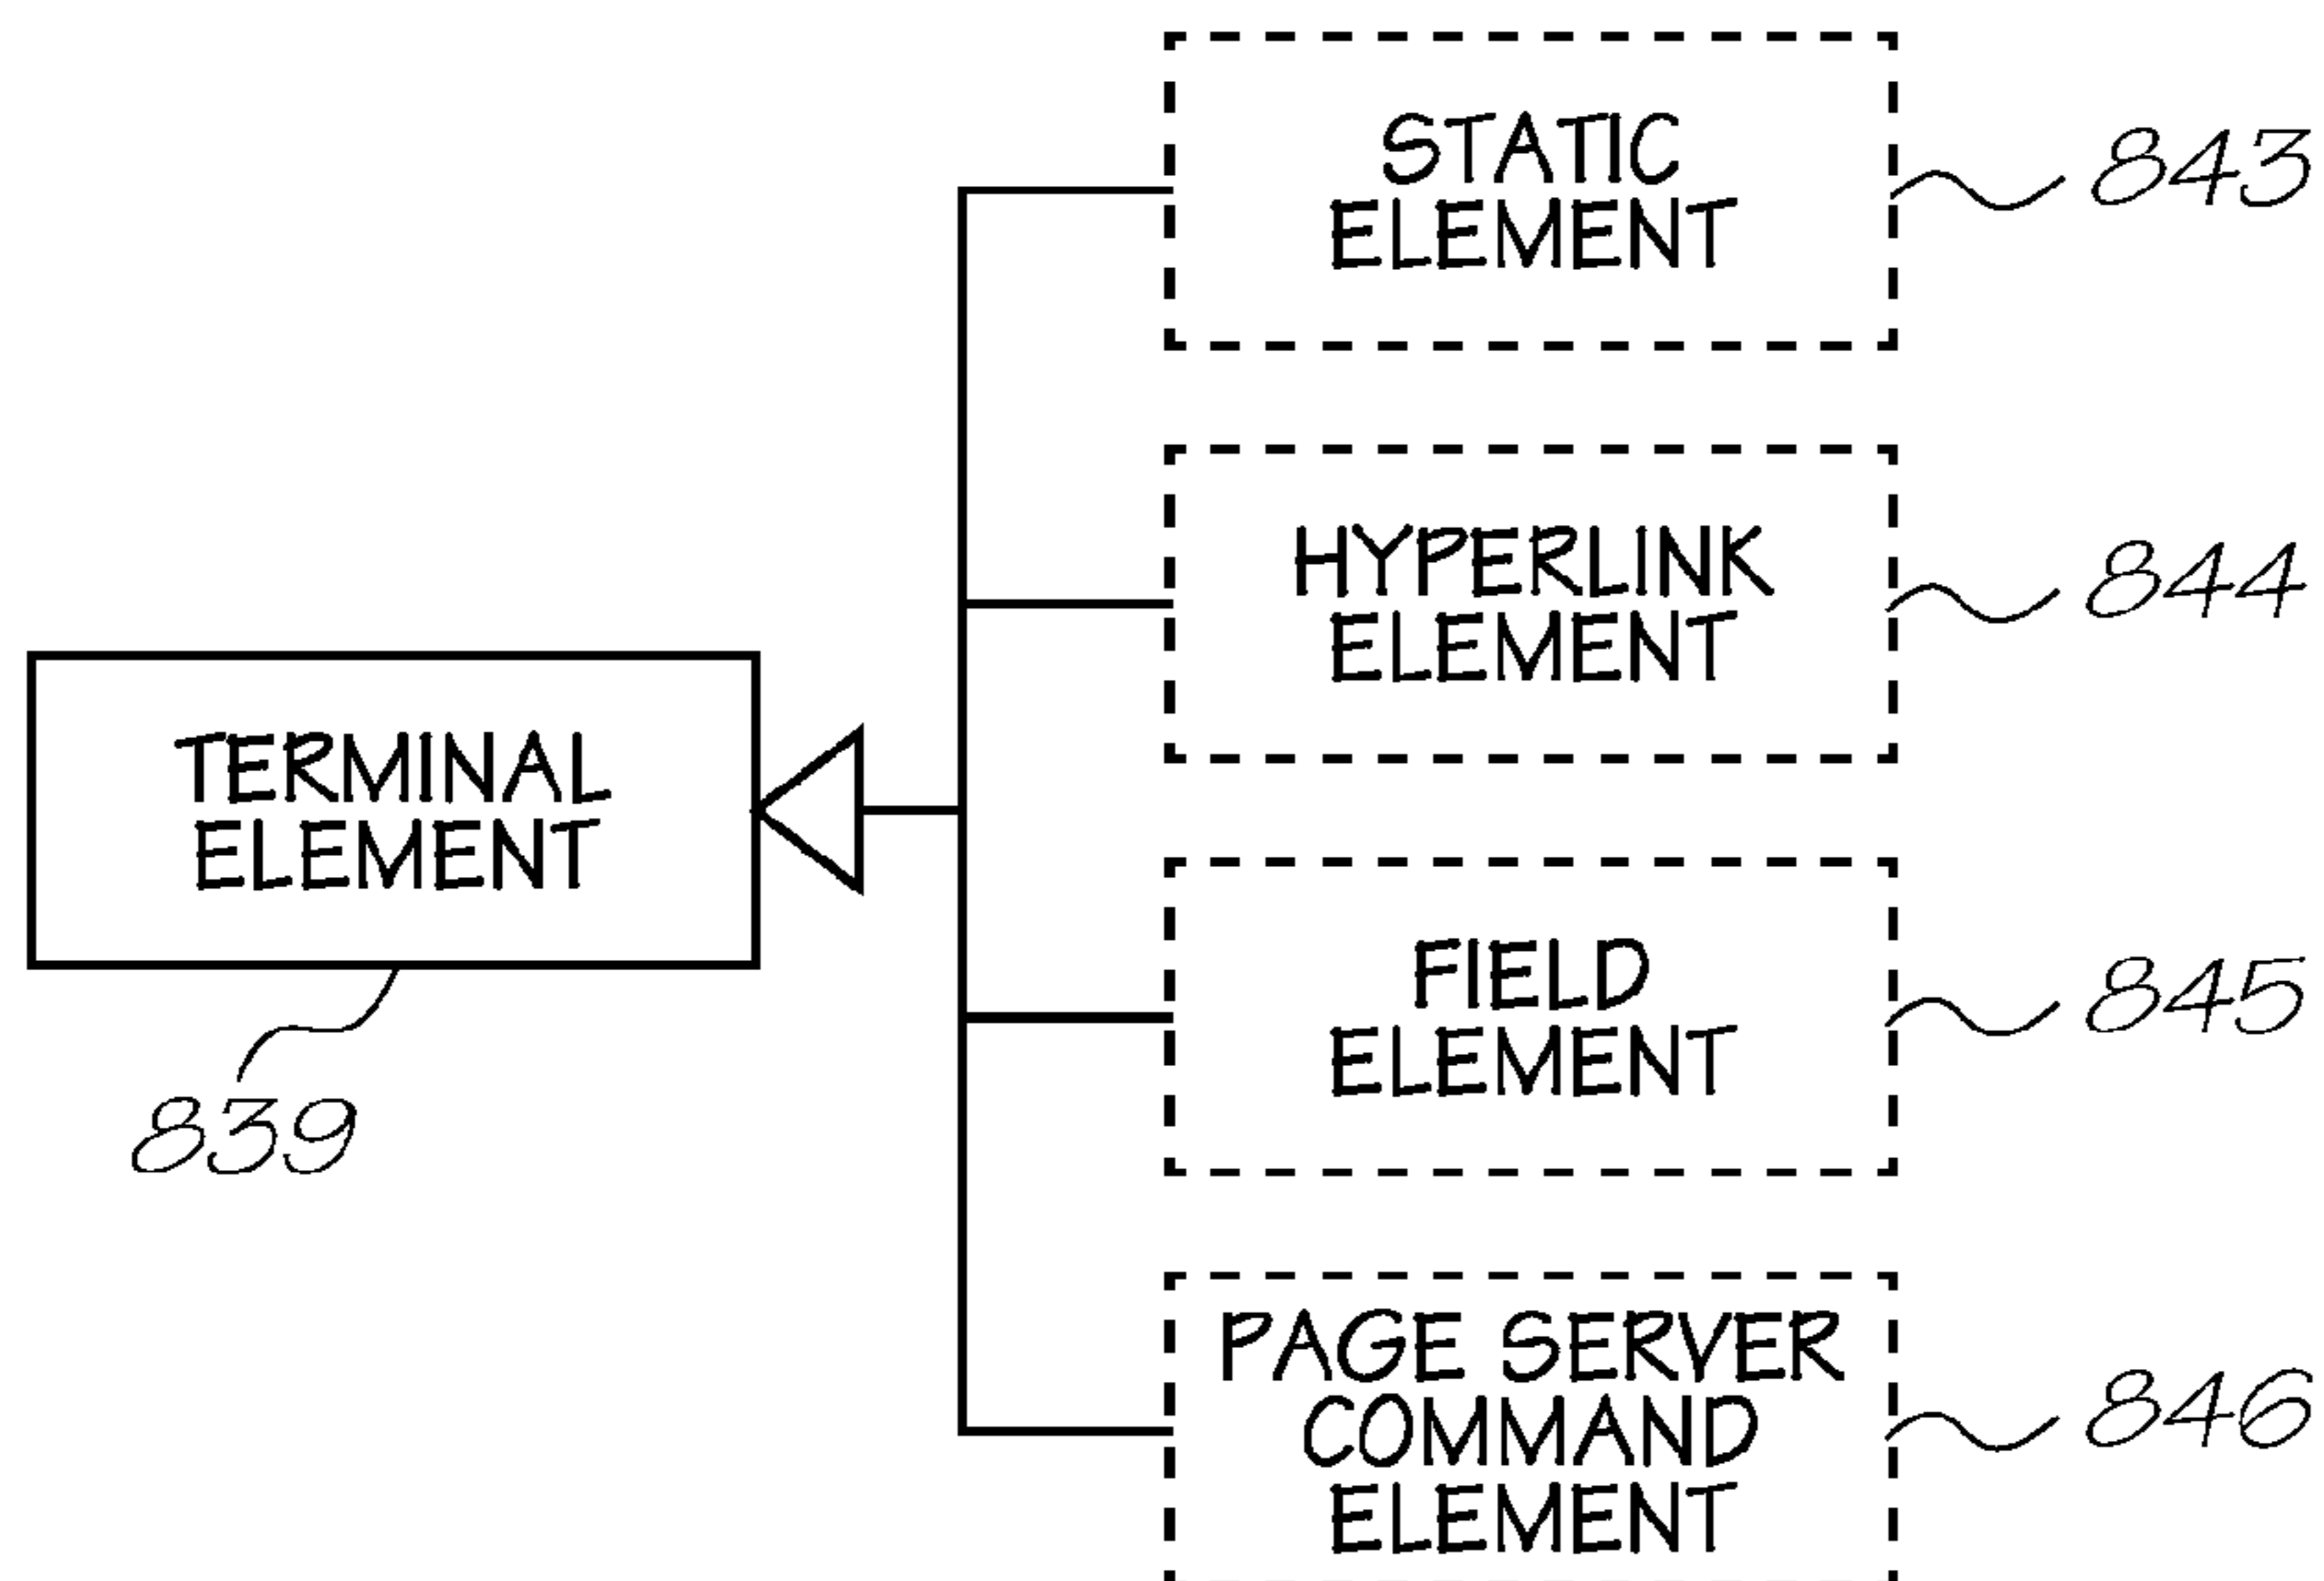 STATIC
ELEMENT
843
HYPERLINK
ELEMENT
844
TERMINAL
ELEMENT
839
FIELD
ELEMENT
845
PAGE SERVER
COMMAND
ELEMENT
846